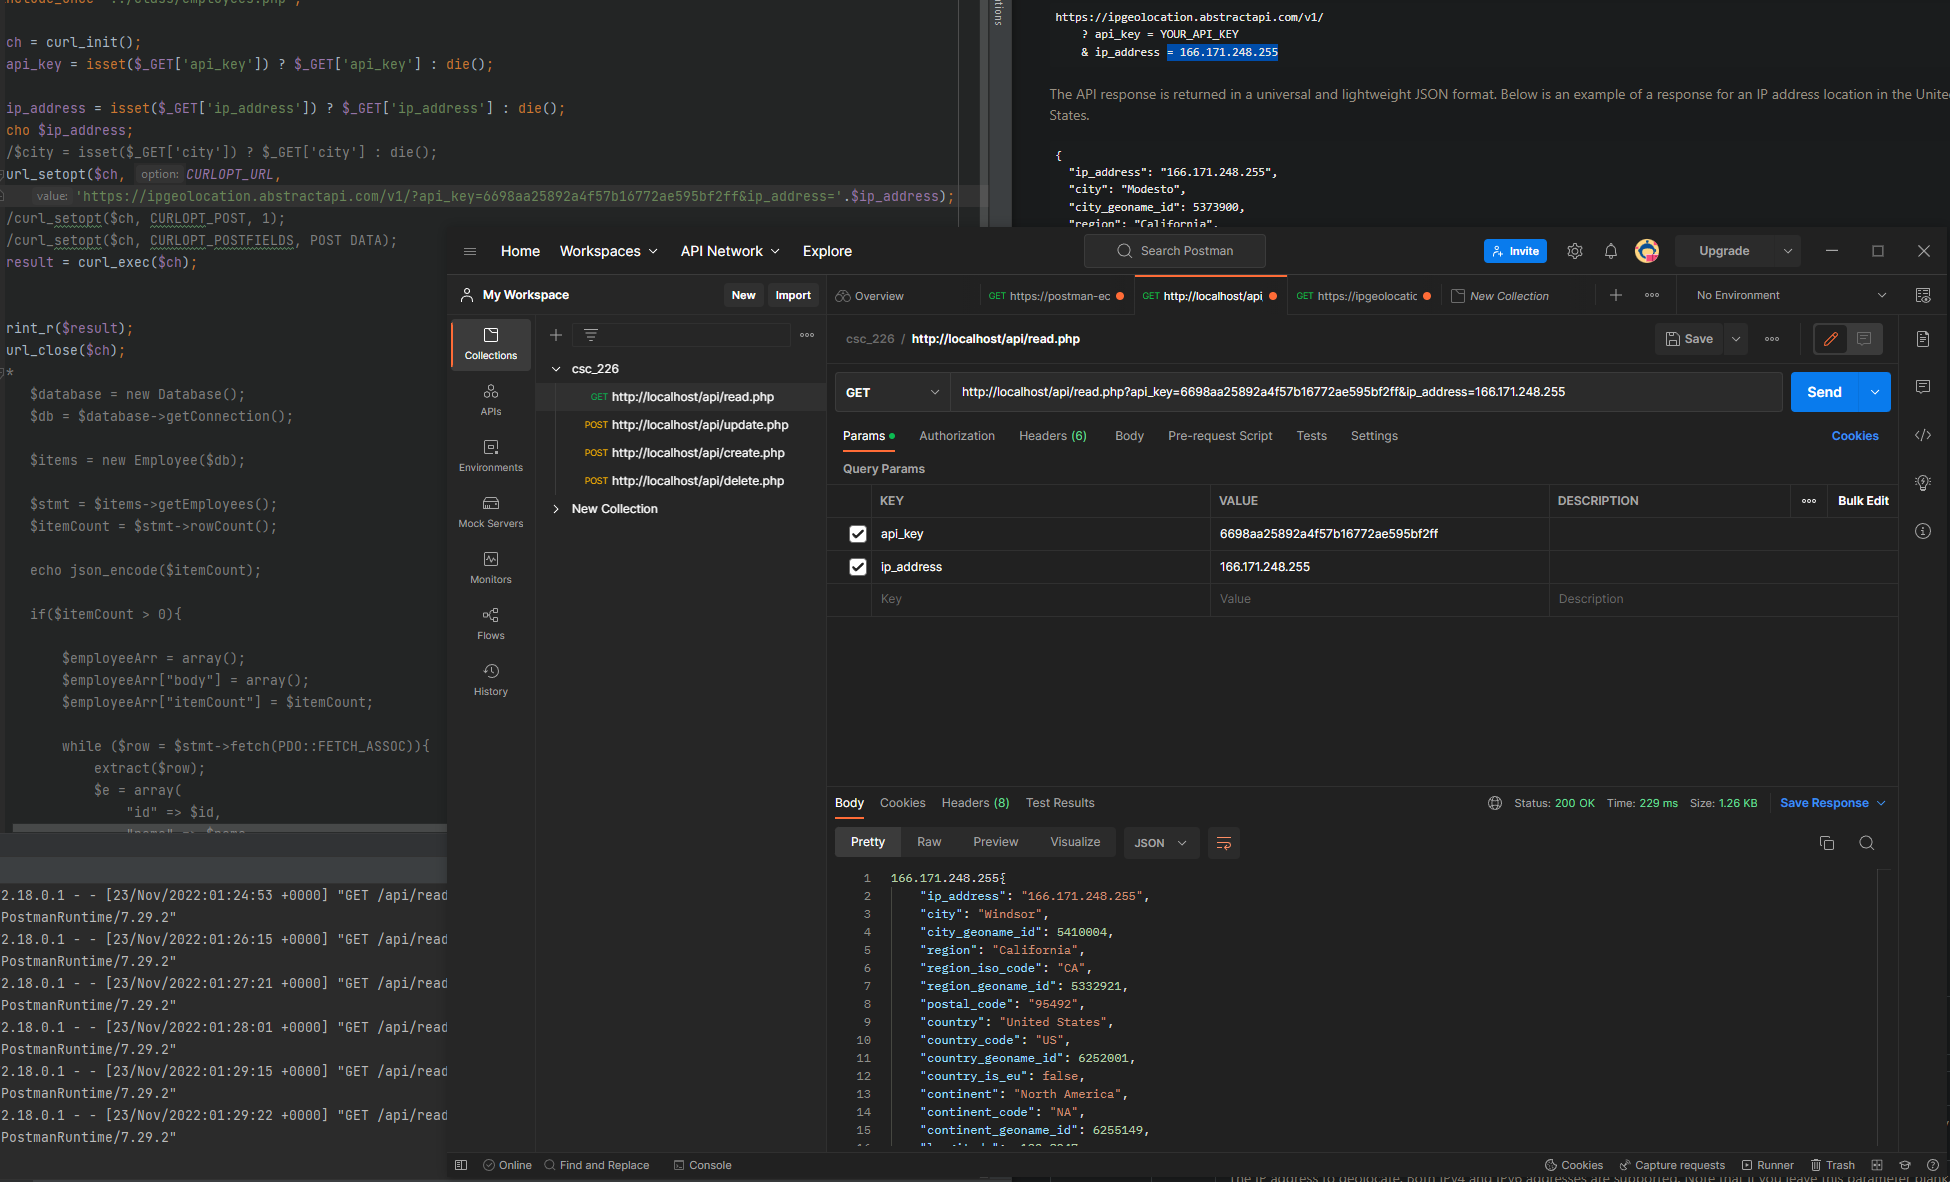 ch = curl_init();
api_key = isset($_GET['api_key']) ? $_GET['api_key'] : die();
ip_address = isset($_GET['ip_address']) ? $_GET['ip_address'] : die();
cho $ip_address;
/$city = isset($_GET['city']) ? $_GET['city'] : die();
url_setopt($ch, option: CURLOPT_URL,
value: 'https://ipgeolocation.abstractapi.com/v1/?api_key=6698aa25892a4f57b16772ae595bf2ff&ip_address='.$ip_address);
/curl_setopt($ch, CURLOPT_POST, 1);
/curl_setopt($ch, CURLOPT_POSTFIELDS, POST DATA);
result = curl_exec($ch);
rint_r($result);
url_close($ch);
*
$database = new Database();
$db = $database->getConnection();
$items = new Employee($db);
$stmt = $items->getEmployees();
$itemCount = $stmt->rowCount();
echo json_encode($itemCount);
if($itemCount > 0){
$employeeArr = array();
$employeeArr["body"] = array();
$employeeArr["itemCount"] = $itemCount;
while ($row = $stmt->fetch(PDO::FETCH_ASSOC)){
extract($row);
$e = array(
"id" => $id,
2.18.0.1 - - [23/Nov/2022:01:24:53 +0000] "GET /api/read
PostmanRuntime/7.29.2"
2.18.0.1 - - [23/Nov/2022:01:26:15 +0000] "GET /api/read
PostmanRuntime/7.29.2"
2.18.0.1 - - [23/Nov/2022:01:27:21 +0000] "GET /api/read
PostmanRuntime/7.29.2"
2.18.0.1 - - [23/Nov/2022:01:28:01 +0000] "GET /api/read
PostmanRuntime/7.29.2"
2.18.0.1 - - [23/Nov/2022:01:29:15 +0000] "GET /api/read
PostmanRuntime/7.29.2"
2.18.0.1 - - [23/Nov/2022:01:29:22 +0000] "GET /api/read
PostmanRuntime/7.29.2"
https://ipgeolocation.abstractapi.com/v1/
? api_key = YOUR_API_KEY
& ip_address = 166.171.248.255
The API response is returned in a universal and lightweight JSON format. Below is an example of a response for an IP address location in the Unite
States.
{
"ip_address": "166.171.248.255",
"city": "Modesto",
"city_geoname_id": 5373900,
"region": "California",
Home Workspaces API Network Explore Search Postman Invite Upgrade
My Workspace New Import
Overview GET https://postman-ec GET http://localhost/api GET https://ipgeolocatic New Collection No Environment
Collections
APIs
Environments
Mock Servers
Monitors
Flows
History
csc_226
GET http://localhost/api/read.php
POST http://localhost/api/update.php
POST http://localhost/api/create.php
POST http://localhost/api/delete.php
New Collection
csc_226 / http://localhost/api/read.php Save
GET http://localhost/api/read.php?api_key=6698aa25892a4f57b16772ae595bf2ff&ip_address=166.171.248.255 Send
Params Authorization Headers (6) Body Pre-request Script Tests Settings Cookies
Query Params
KEY VALUE DESCRIPTION Bulk Edit
api_key 6698aa25892a4f57b16772ae595bf2ff
ip_address 166.171.248.255
Key Value Description
Body Cookies Headers (8) Test Results Status: 200 OK Time: 229 ms Size: 1.26 KB Save Response
Pretty Raw Preview Visualize JSON
1 166.171.248.255{
2 "ip_address": "166.171.248.255",
3 "city": "Windsor",
4 "city_geoname_id": 5410004,
5 "region": "California",
6 "region_iso_code": "CA",
7 "region_geoname_id": 5332921,
8 "postal_code": "95492",
9 "country": "United States",
10 "country_code": "US",
11 "country_geoname_id": 6252001,
12 "country_is_eu": false,
13 "continent": "North America",
14 "continent_code": "NA",
15 "continent_geoname_id": 6255149,
Online Find and Replace Console Cookies Capture requests Runner Trash